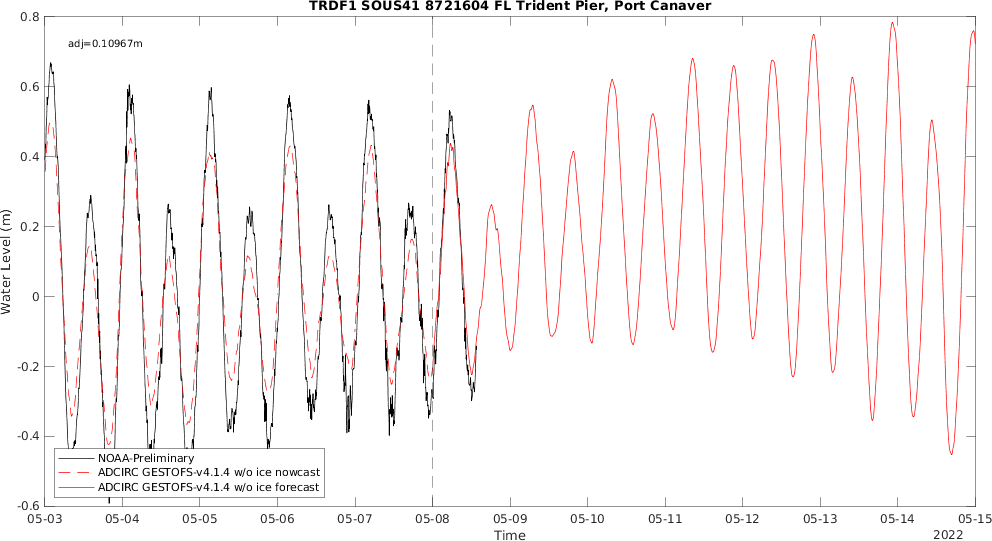 TRDF1 SOUS41 8721604 FL Trident Pier, Port Canaver
adj=0.10967m
0.8
0.6
0.4
0.2
0
-0.2
-0.4
-0.6
Water Level (m)
NOAA-Preliminary
ADCIRC GESTOFS-v4.1.4 w/o ice nowcast
ADCIRC GESTOFS-v4.1.4 w/o ice forecast
05-03 05-04 05-05 05-06 05-07 05-08 05-09 05-10 05-11 05-12 05-13 05-14 05-15
Time
2022